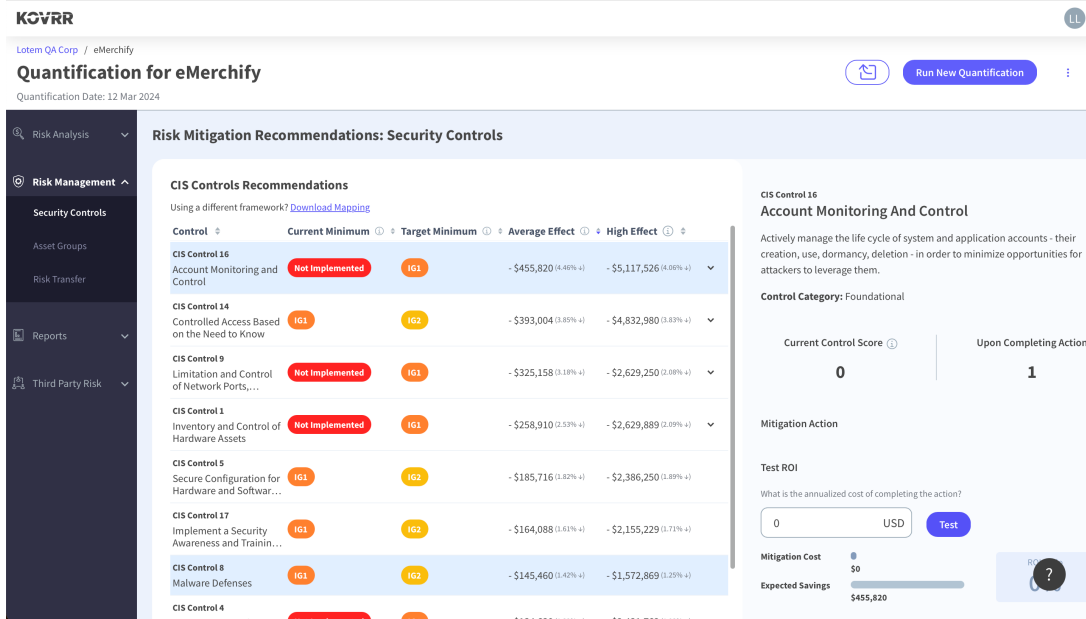 KOVRR
LL
Lotem QA Corp / eMerchify
Quantification for eMerchify
Run New Quantification
Quantification Date: 12 Mar 2024
Risk Analysis
Risk Management
Security Controls
Asset Groups
Risk Transfer
Reports
Third Party Risk
Risk Mitigation Recommendations: Security Controls
CIS Controls Recommendations
Using a different framework? Download Mapping
Control Current Minimum Target Minimum Average Effect High Effect
CIS Control 16
Account Monitoring and
Control
Not Implemented IG1 - $455,820 (4.46% ↓) - $5,117,526 (4.06% ↓)
CIS Control 14
Controlled Access Based
on the Need to Know
IG1 IG2 - $393,004 (3.85% ↓) - $4,832,980 (3.83% ↓)
CIS Control 9
Limitation and Control
of Network Ports,...
Not Implemented IG1 - $325,158 (3.18% ↓) - $2,629,250 (2.08% ↓)
CIS Control 1
Inventory and Control of
Hardware Assets
Not Implemented IG1 - $258,910 (2.53% ↓) - $2,629,889 (2.09% ↓)
CIS Control 5
Secure Configuration for
Hardware and Softwar...
IG1 IG2 - $185,716 (1.82% ↓) - $2,386,250 (1.89% ↓)
CIS Control 17
Implement a Security
Awareness and Trainin...
IG1 IG2 - $164,088 (1.61% ↓) - $2,155,229 (1.71% ↓)
CIS Control 8
Malware Defenses
IG1 IG2 - $145,460 (1.42% ↓) - $1,572,869 (1.25% ↓)
CIS Control 4
CIS Control 16
Account Monitoring And Control
Actively manage the life cycle of system and application accounts - their
creation, use, dormancy, deletion - in order to minimize opportunities for
attackers to leverage them.
Control Category: Foundational
Current Control Score Upon Completing Action
0 1
Mitigation Action
Test ROI
What is the annualized cost of completing the action?
0 USD Test
Mitigation Cost
$0
Expected Savings
$455,820
?